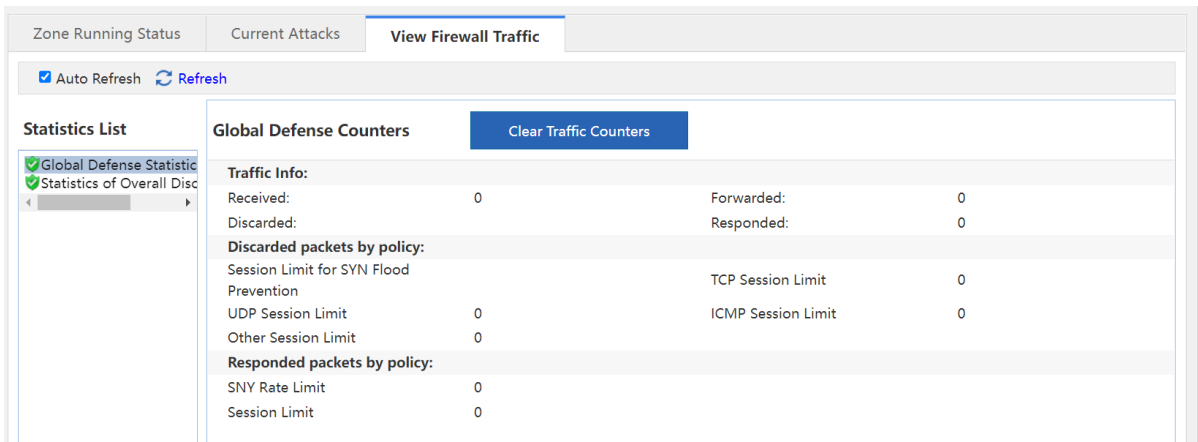 Zone Running Status Current Attacks View Firewall Traffic
Auto Refresh Refresh
Statistics List
Global Defense Statistic
Statistics of Overall Disc
Global Defense Counters Clear Traffic Counters
Traffic Info:
Received: 0 Forwarded: 0
Discarded: Responded: 0
Discarded packets by policy:
Session Limit for SYN Flood
Prevention
TCP Session Limit 0
UDP Session Limit 0 ICMP Session Limit 0
Other Session Limit 0
Responded packets by policy:
SNY Rate Limit 0
Session Limit 0